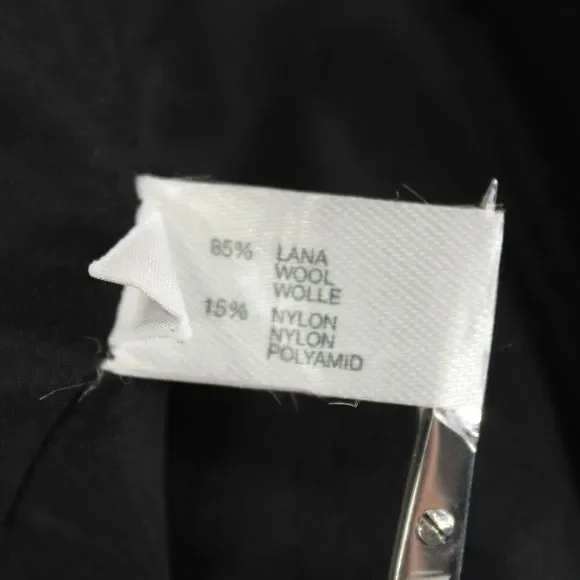 85% LANA
WOOL
WOLLE
15% NYLON
NYLON
POLYAMID